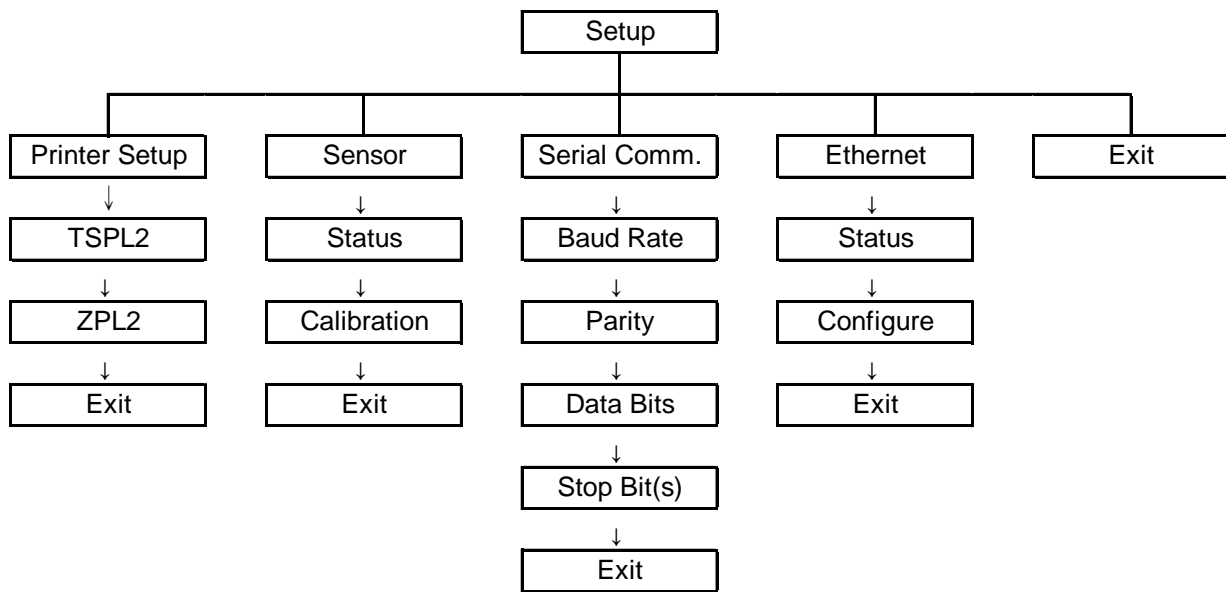 Setup
Printer Setup
Sensor
Serial Comm.
Ethernet
Exit
TSPL2
Status
Baud Rate
Status
ZPL2
Calibration
Parity
Configure
Exit
Exit
Data Bits
Exit
Stop Bit(s)
Exit